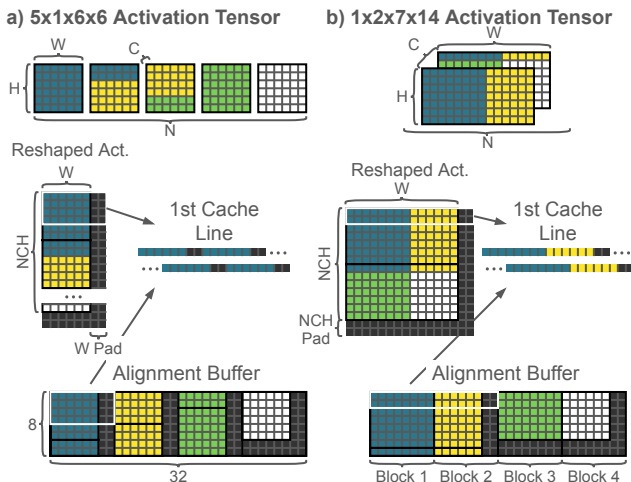 a) 5x1x6x6 Activation Tensor
W
C
H
N
Reshaped Act.
W
NCH
1st Cache
Line
...
...
...
...
W Pad
Alignment Buffer
8
32
b) 1x2x7x14 Activation Tensor
W
C
H
N
Reshaped Act.
W
NCH
1st Cache
Line
...
...
NCH
Pad
Alignment Buffer
Block 1 Block 2 Block 3 Block 4